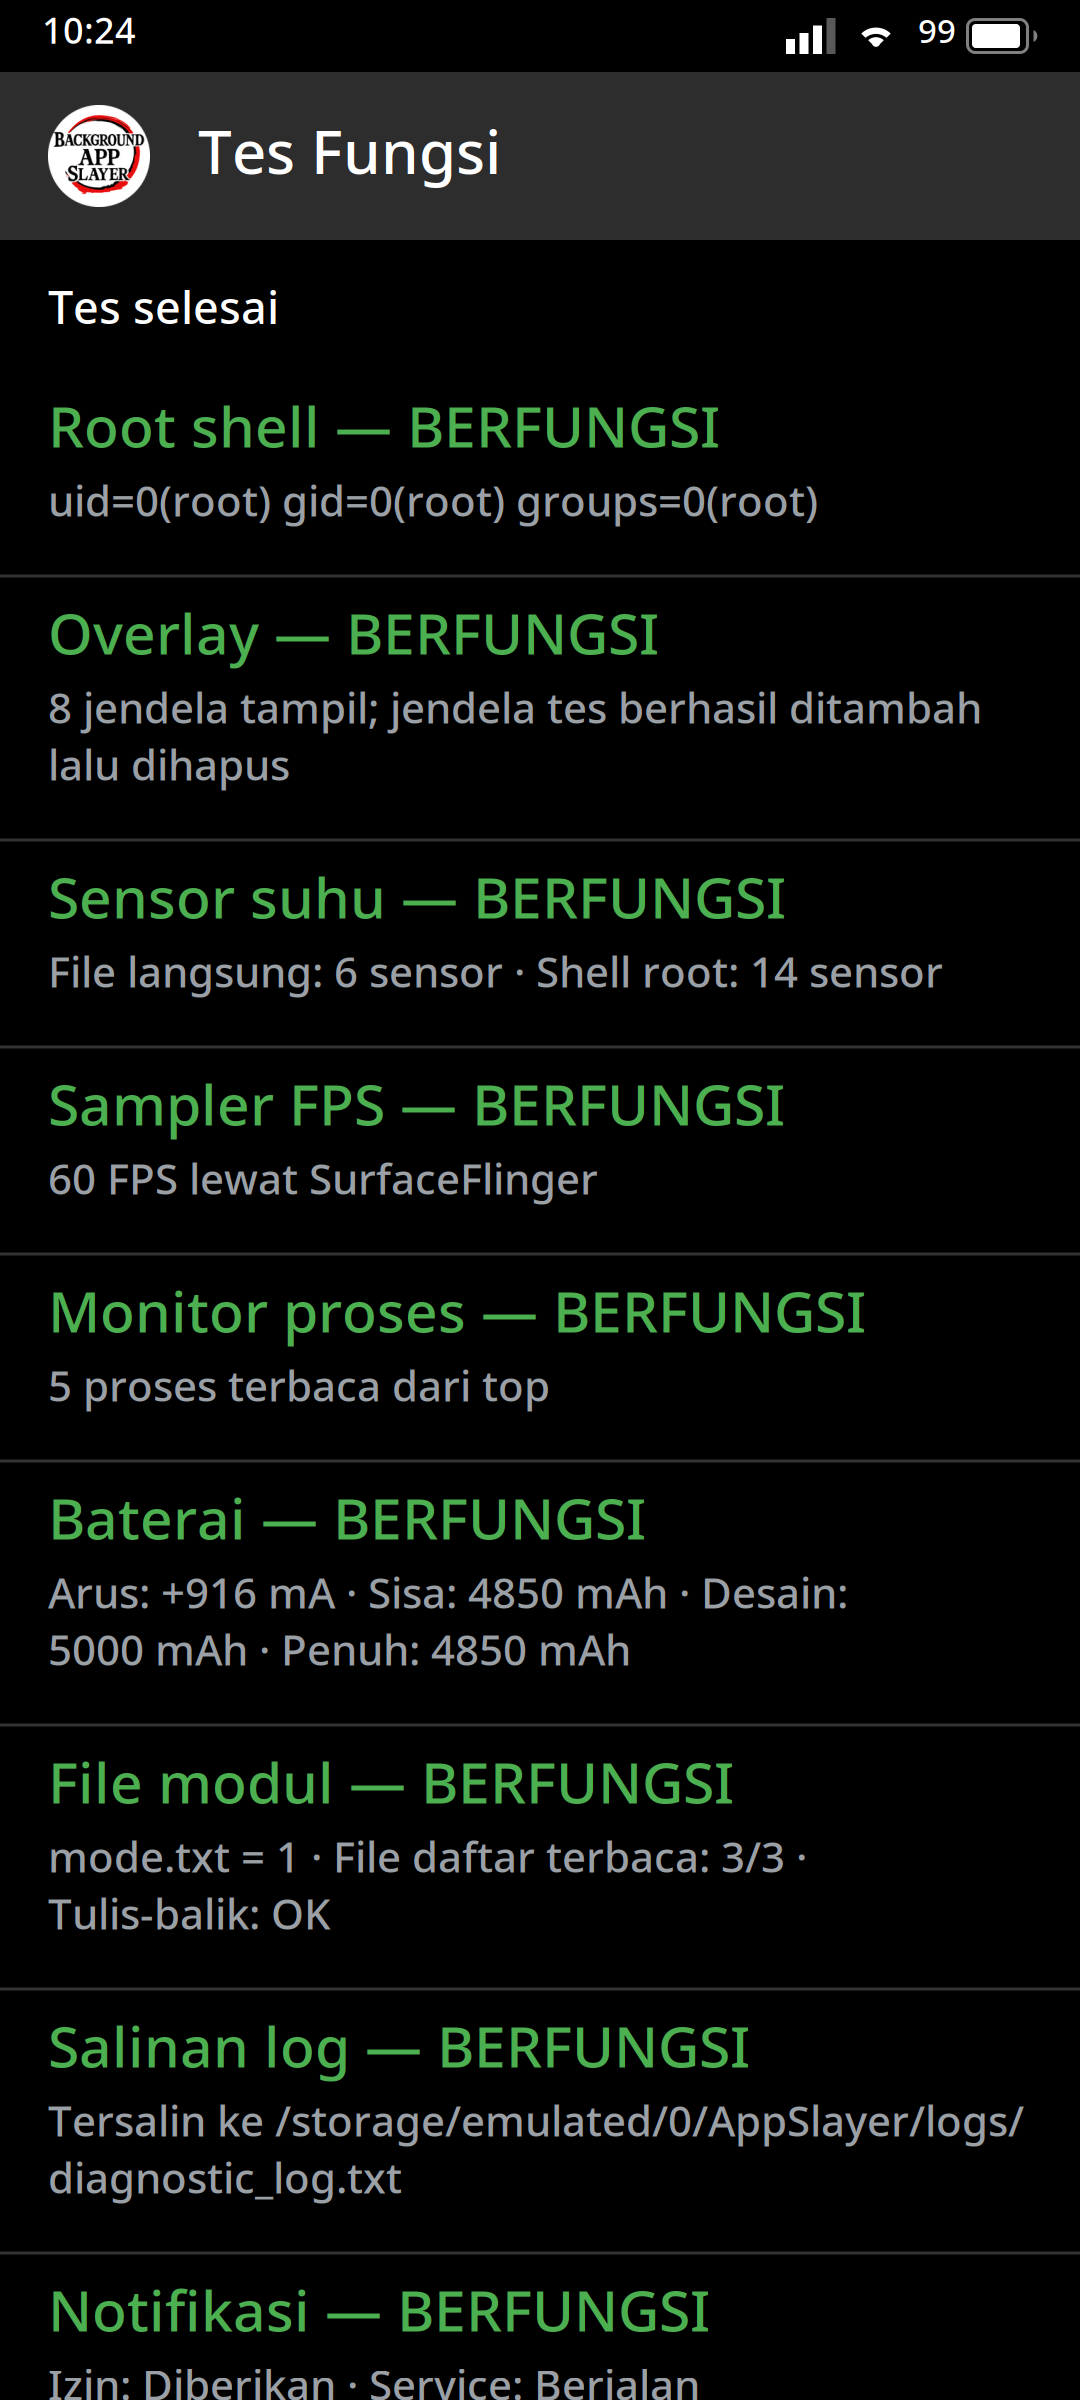 10:24
99
BACKGROUND
APP
SLAYER
Tes Fungsi
Tes selesai
Root shell — BERFUNGSI
uid=0(root) gid=0(root) groups=0(root)
Overlay — BERFUNGSI
8 jendela tampil; jendela tes berhasil ditambah
lalu dihapus
Sensor suhu — BERFUNGSI
File langsung: 6 sensor · Shell root: 14 sensor
Sampler FPS — BERFUNGSI
60 FPS lewat SurfaceFlinger
Monitor proses — BERFUNGSI
5 proses terbaca dari top
Baterai — BERFUNGSI
Arus: +916 mA · Sisa: 4850 mAh · Desain:
5000 mAh · Penuh: 4850 mAh
File modul — BERFUNGSI
mode.txt = 1 · File daftar terbaca: 3/3 ·
Tulis-balik: OK
Salinan log — BERFUNGSI
Tersalin ke /storage/emulated/0/AppSlayer/logs/
diagnostic_log.txt
Notifikasi — BERFUNGSI
Izin: Diberikan · Service: Berjalan